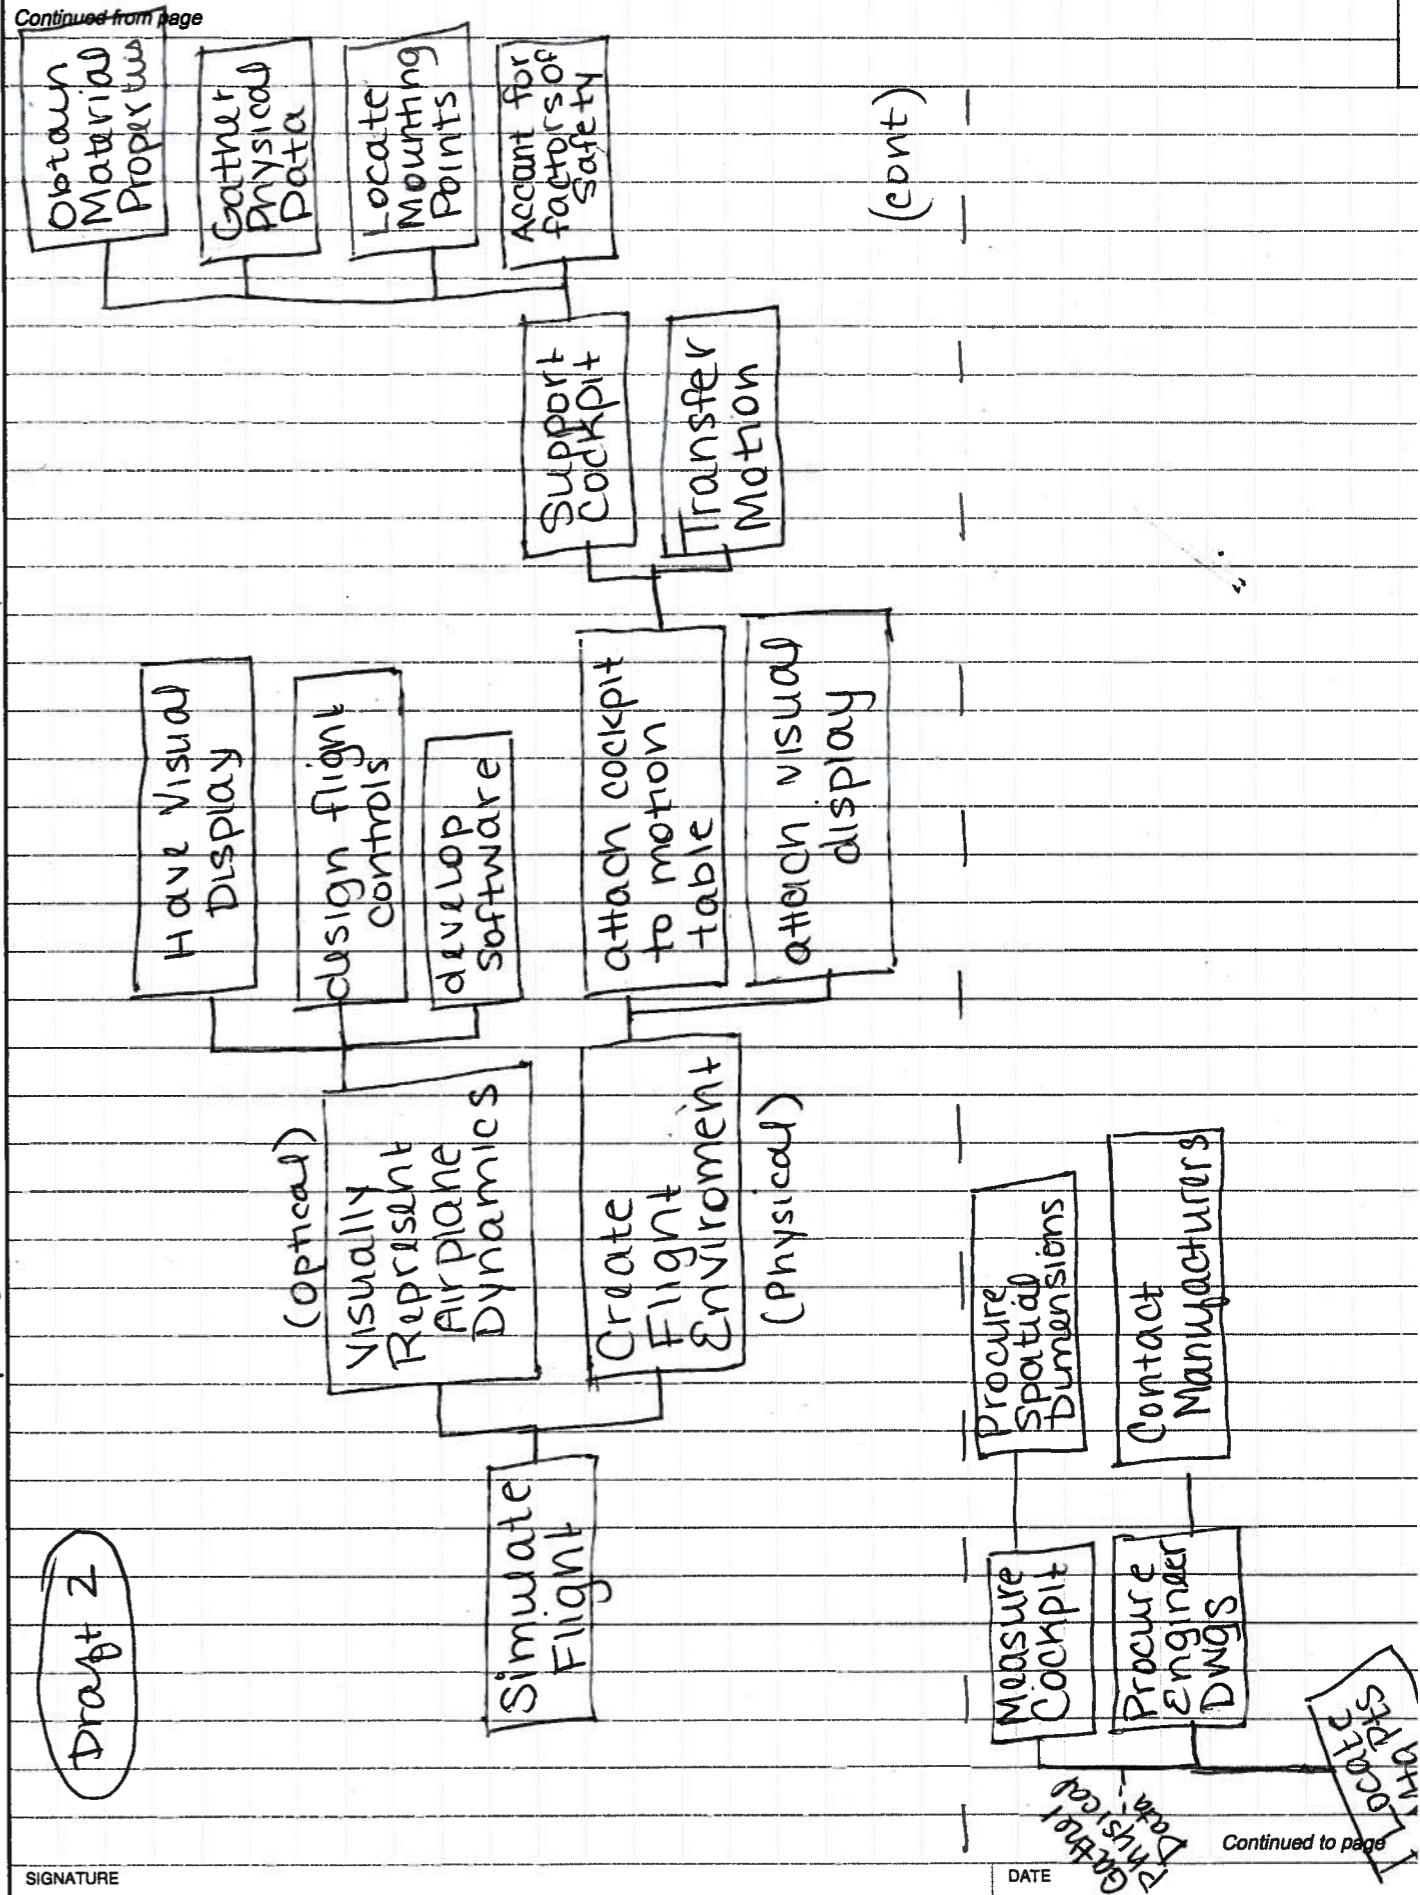 Continued from page
Draft 2
Simulate
Flight
(optical)
Visually
Represent
Airplane
Dynamics
Create
Flight
Enviroment
(Physical)
Have Visual
Display
design flight
controls
develop
software
attach cockpit
to motion
table
attach visual
display
Support
Cockpit
Transfer
Motion
Obtain
Material
Properties
Gather
Physical
Data
Locate
Mounting
Points
Account for
factors of
safety
(cont)
Gather
Physical
Data
Measure
Cockpit
Procure
Spatial
Dimensions
Procure
Engineer
Dwgs
Contact
Manufacturers
Locate
Mtg Pts
Continued to page
SIGNATURE
DATE